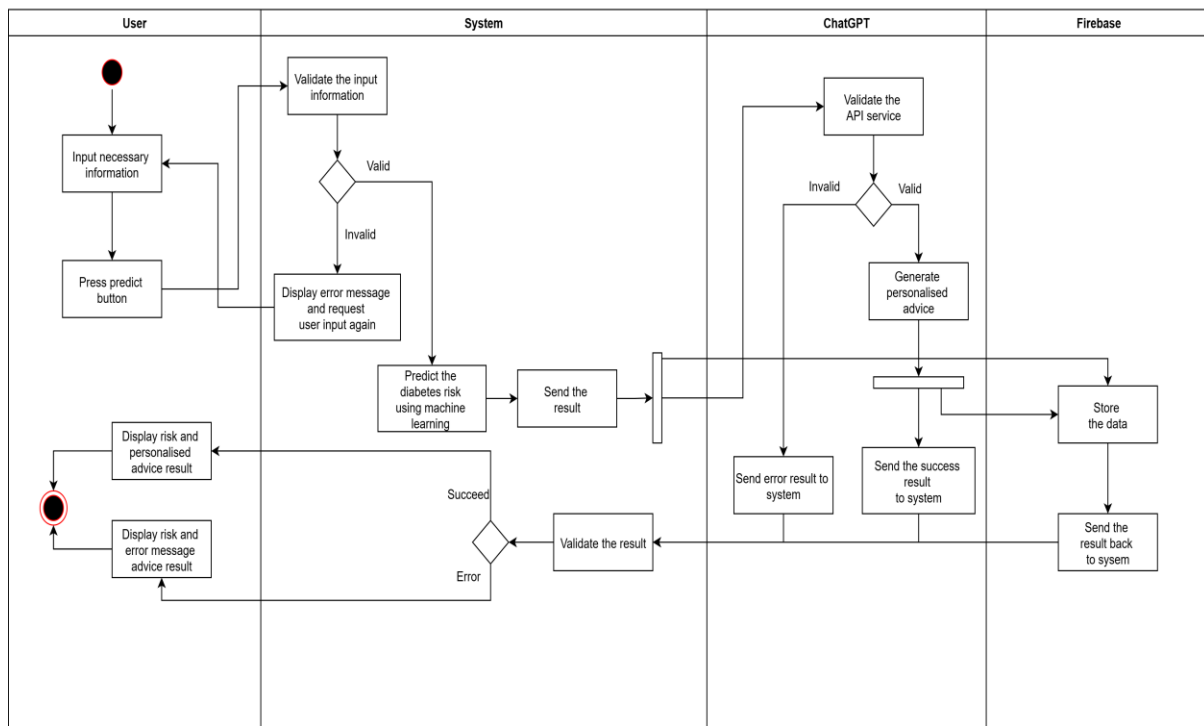 User
System
ChatGPT
Firebase
Validate the input
information
Validate the
API service
Input necessary
information
Valid
Invalid
Valid
Invalid
Press predict
button
Display error message
and request
user input again
Generate
personalised
advice
Predict the
diabetes risk
using machine
learning
Send the
result
Store
the data
Display risk and
personalised
advice result
Send error result to
system
Send the success
result
to system
Succeed
Send the
result back
to sysem
Validate the result
Display risk and
error message
advice result
Error